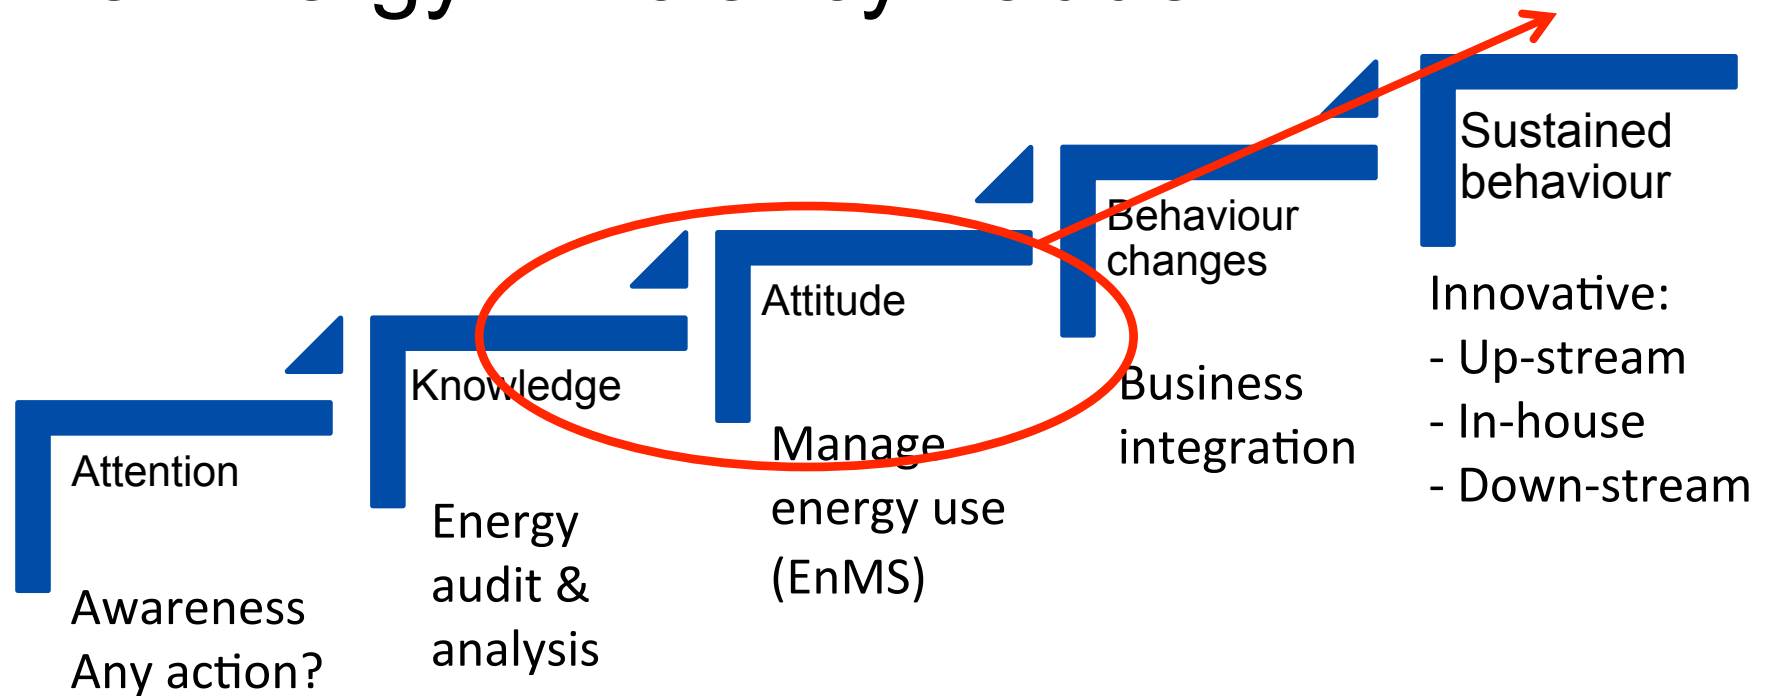 Attention
Awareness
Any action?
Knowledge
Energy
audit &
analysis
Attitude
Manage
energy use
(EnMS)
Behaviour
changes
Business
integration
Sustained
behaviour
Innovative:
- Up-stream
- In-house
- Down-stream